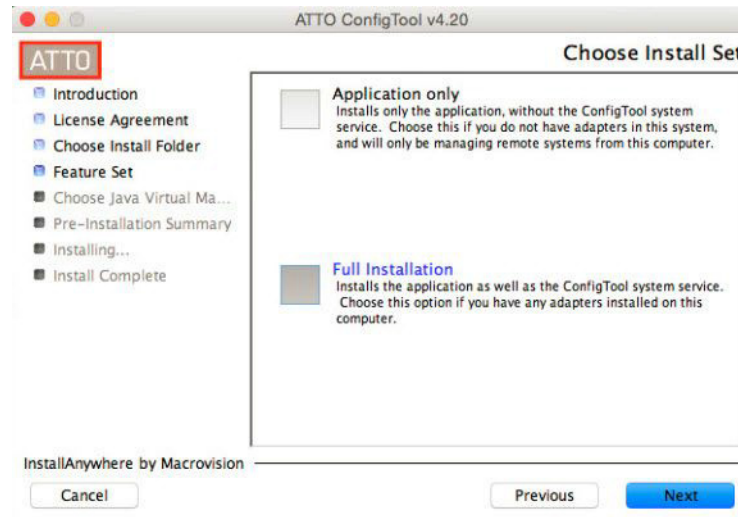 ATTO ConfigTool v4.20
ATTO
Choose Install Set
Introduction
License Agreement
Choose Install Folder
Feature Set
Choose Java Virtual Ma...
Pre-Installation Summary
Installing...
Install Complete
Application only
Installs only the application, without the ConfigTool system
service. Choose this if you do not have adapters in this system,
and will only be managing remote systems from this computer.
Full Installation
Installs the application as well as the ConfigTool system service.
Choose this option if you have any adapters installed on this
computer.
InstallAnywhere by Macrovision
Cancel
Previous
Next